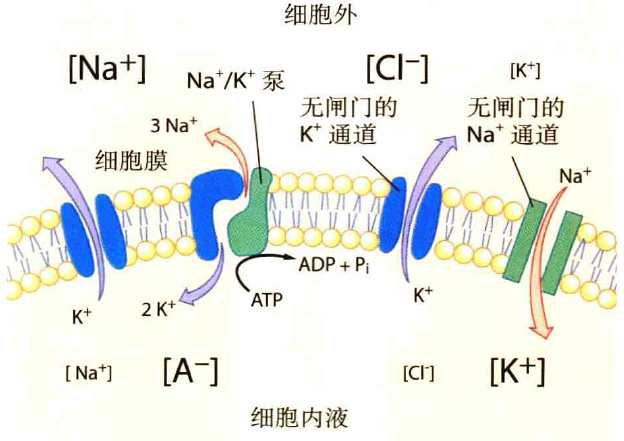 细胞外
[Na⁺]
Na⁺/K⁺ 泵
[Cl⁻]
[K⁺]
3 Na⁺
无闸门的
K⁺ 通道
无闸门的
Na⁺ 通道
细胞膜
Na⁺
ADP + Pᵢ
K⁺
2 K⁺
ATP
K⁺
[ Na⁺]
[A⁻]
[Cl⁻]
[K⁺]
细胞内液